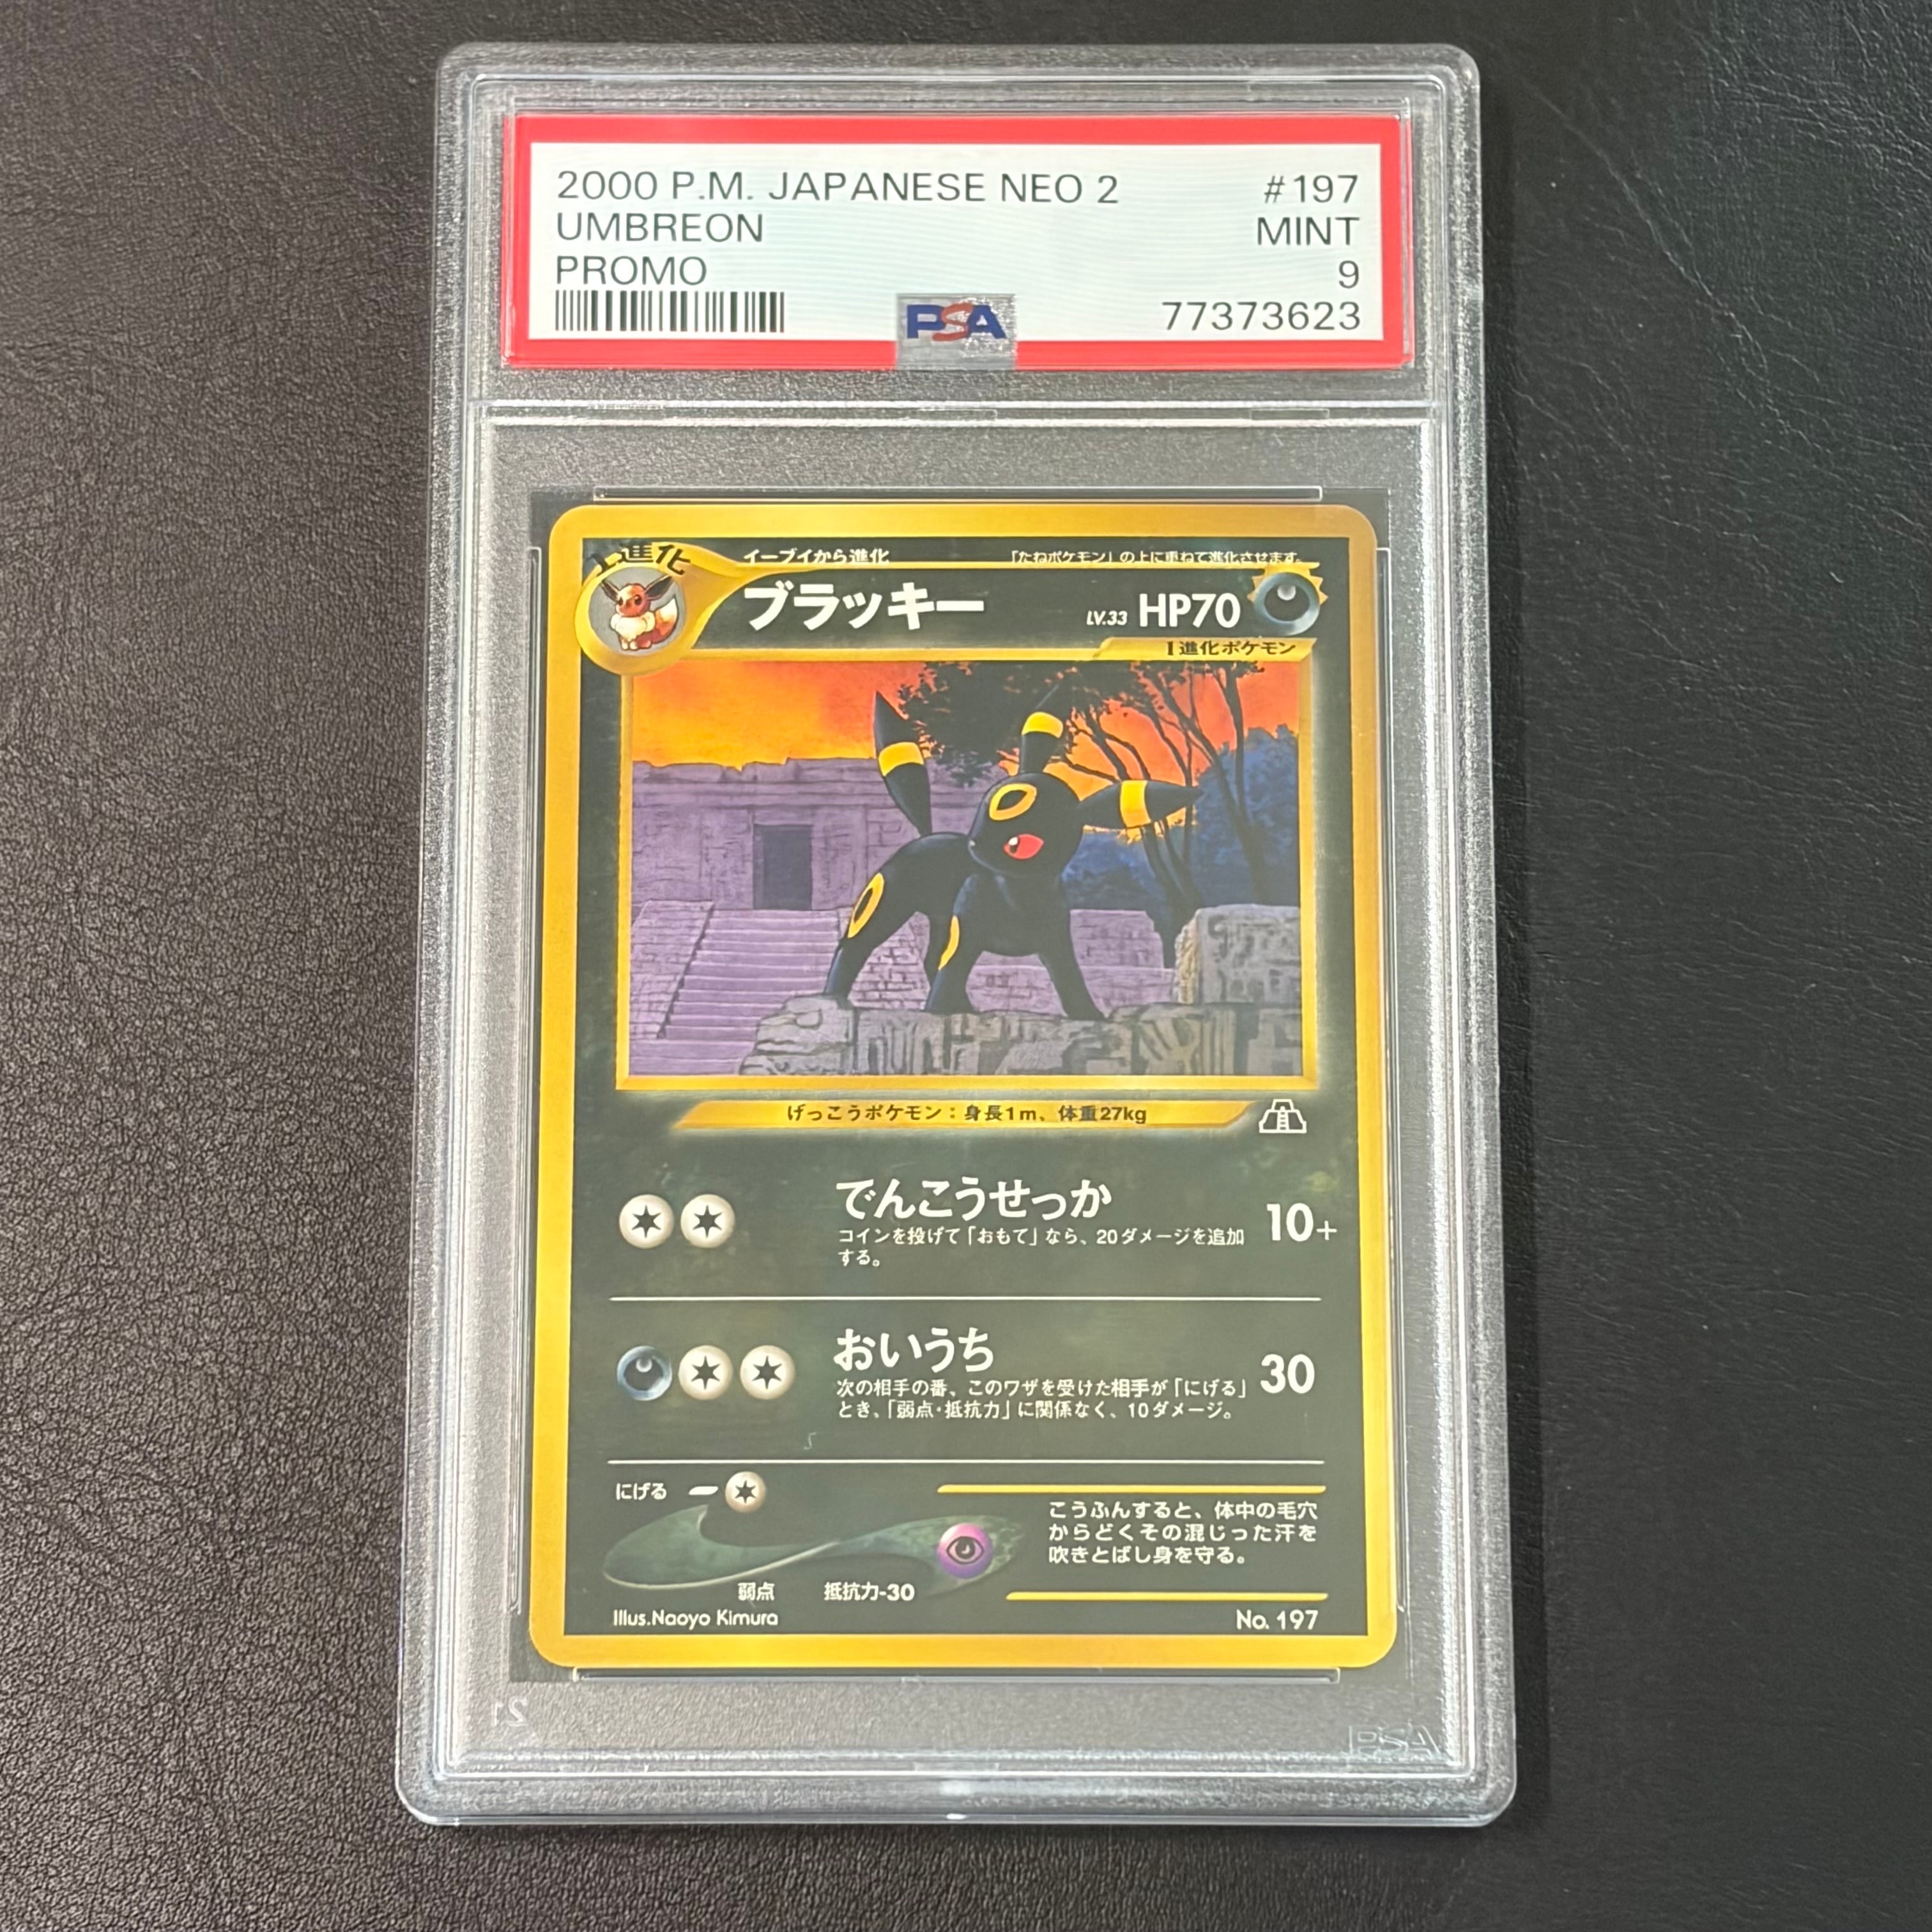 2000 P.M. JAPANESE NEO 2 #197
UMBREON MINT
PROMO 9
PSA 77373623
1進化
イーブイから進化 「たねポケモン」の上に重ねて進化させます。
ブラッキー LV.33 HP70
1進化ポケモン
げっこうポケモン：身長1m、体重27kg
でんこうせっか 10+
コインを投げて「おもて」なら、20ダメージを追加
する。
おいうち 30
次の相手の番、このワザを受けた相手が「にげる」
とき、「弱点・抵抗力」に関係なく、10ダメージ。
にげる
こうふんすると、体中の毛穴
からどくその混じった汗を
吹きとばし身を守る。
弱点 抵抗力-30
Illus.Naoyo Kimura No. 197
PSA